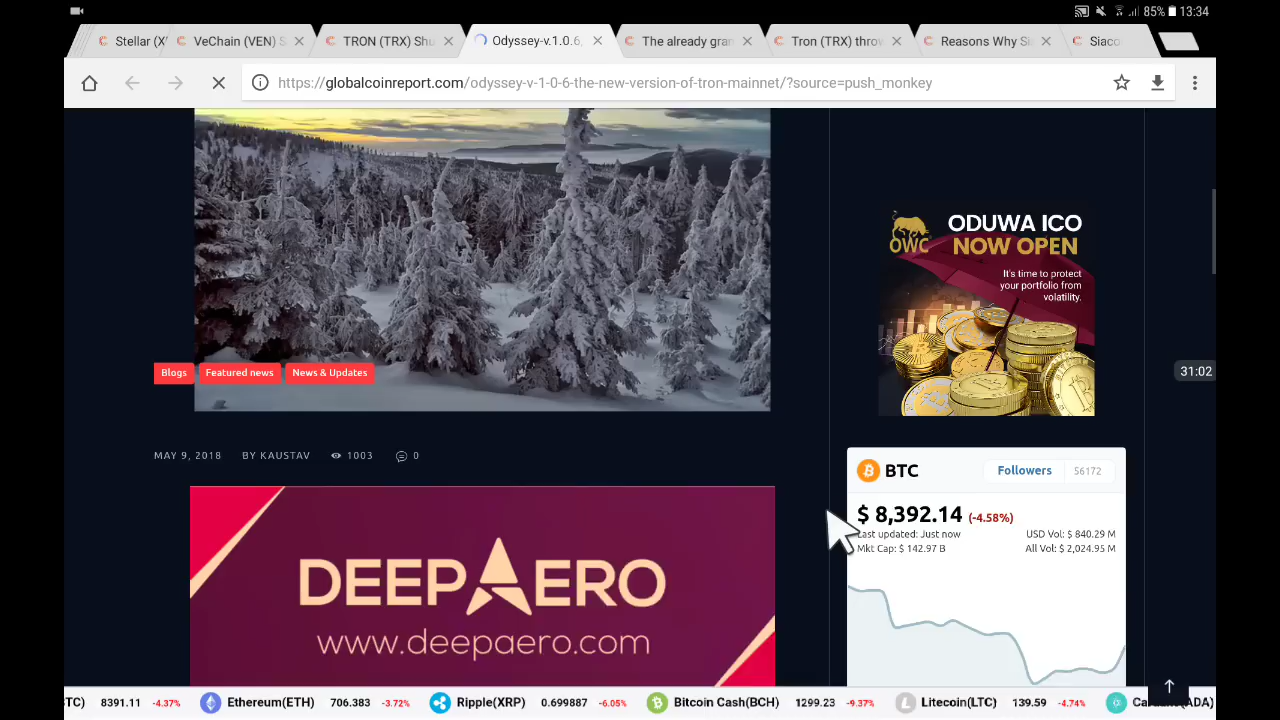 85% 13:34
Stellar (X
VeChain (VEN) S
TRON (TRX) Shu
Odyssey-v.1.0.6,
The already gran
Tron (TRX) throw
Reasons Why Sia
Siaco
https://globalcoinreport.com/odyssey-v-1-0-6-the-new-version-of-tron-mainnet/?source=push_monkey
ODUWA ICO
NOW OPEN
OWC
It's time to protect
your portfolio from
volatility.
Blogs
Featured news
News & Updates
31:02
MAY 9, 2018 BY KAUSTAV 1003 0
BTC
Followers 56172
$ 8,392.14 (-4.58%)
Last updated: Just now
USD Vol: $ 840.29 M
Mkt Cap: $ 142.97 B
All Vol: $ 2,024.95 M
DEEPAERO
www.deepaero.com
TC) 8391.11 -4.37% Ethereum(ETH) 706.383 -3.72% Ripple(XRP) 0.699887 -6.05% Bitcoin Cash(BCH) 1299.23 -9.37% Litecoin(LTC) 139.59 -4.74% Cardano(ADA)